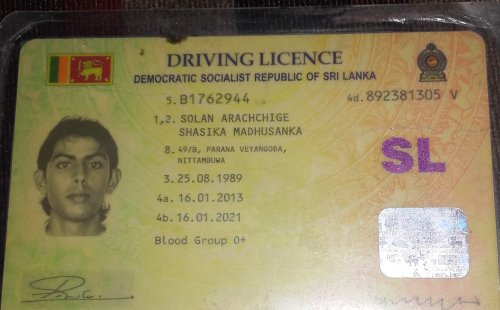 DRIVING LICENCE
DEMOCRATIC SOCIALIST REPUBLIC OF SRI LANKA
5. B1762944 4d. 892381305 V
1,2. SOLAN ARACHCHIGE
SHASIKA MADHUSANKA
8. 49/B, PARANA VEYANGODA,
NITTAMBUWA
SL
3. 25.08.1989
4a. 16.01.2013
4b. 16.01.2021
Blood Group O+